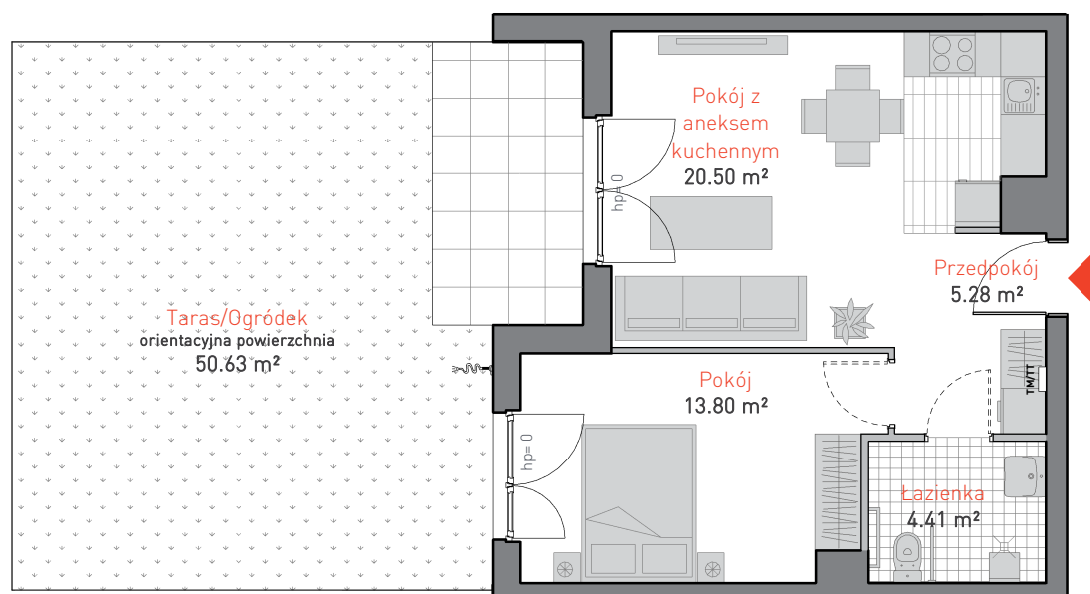 Pokój z
aneksem
kuchennym
20.50 m²
hp=0
Przedpokój
5.28 m²
Taras/Ogródek
orientacyjna powierzchnia
50.63 m²
Pokój
13.80 m²
TM/TT
hp=0
Łazienka
4.41 m²